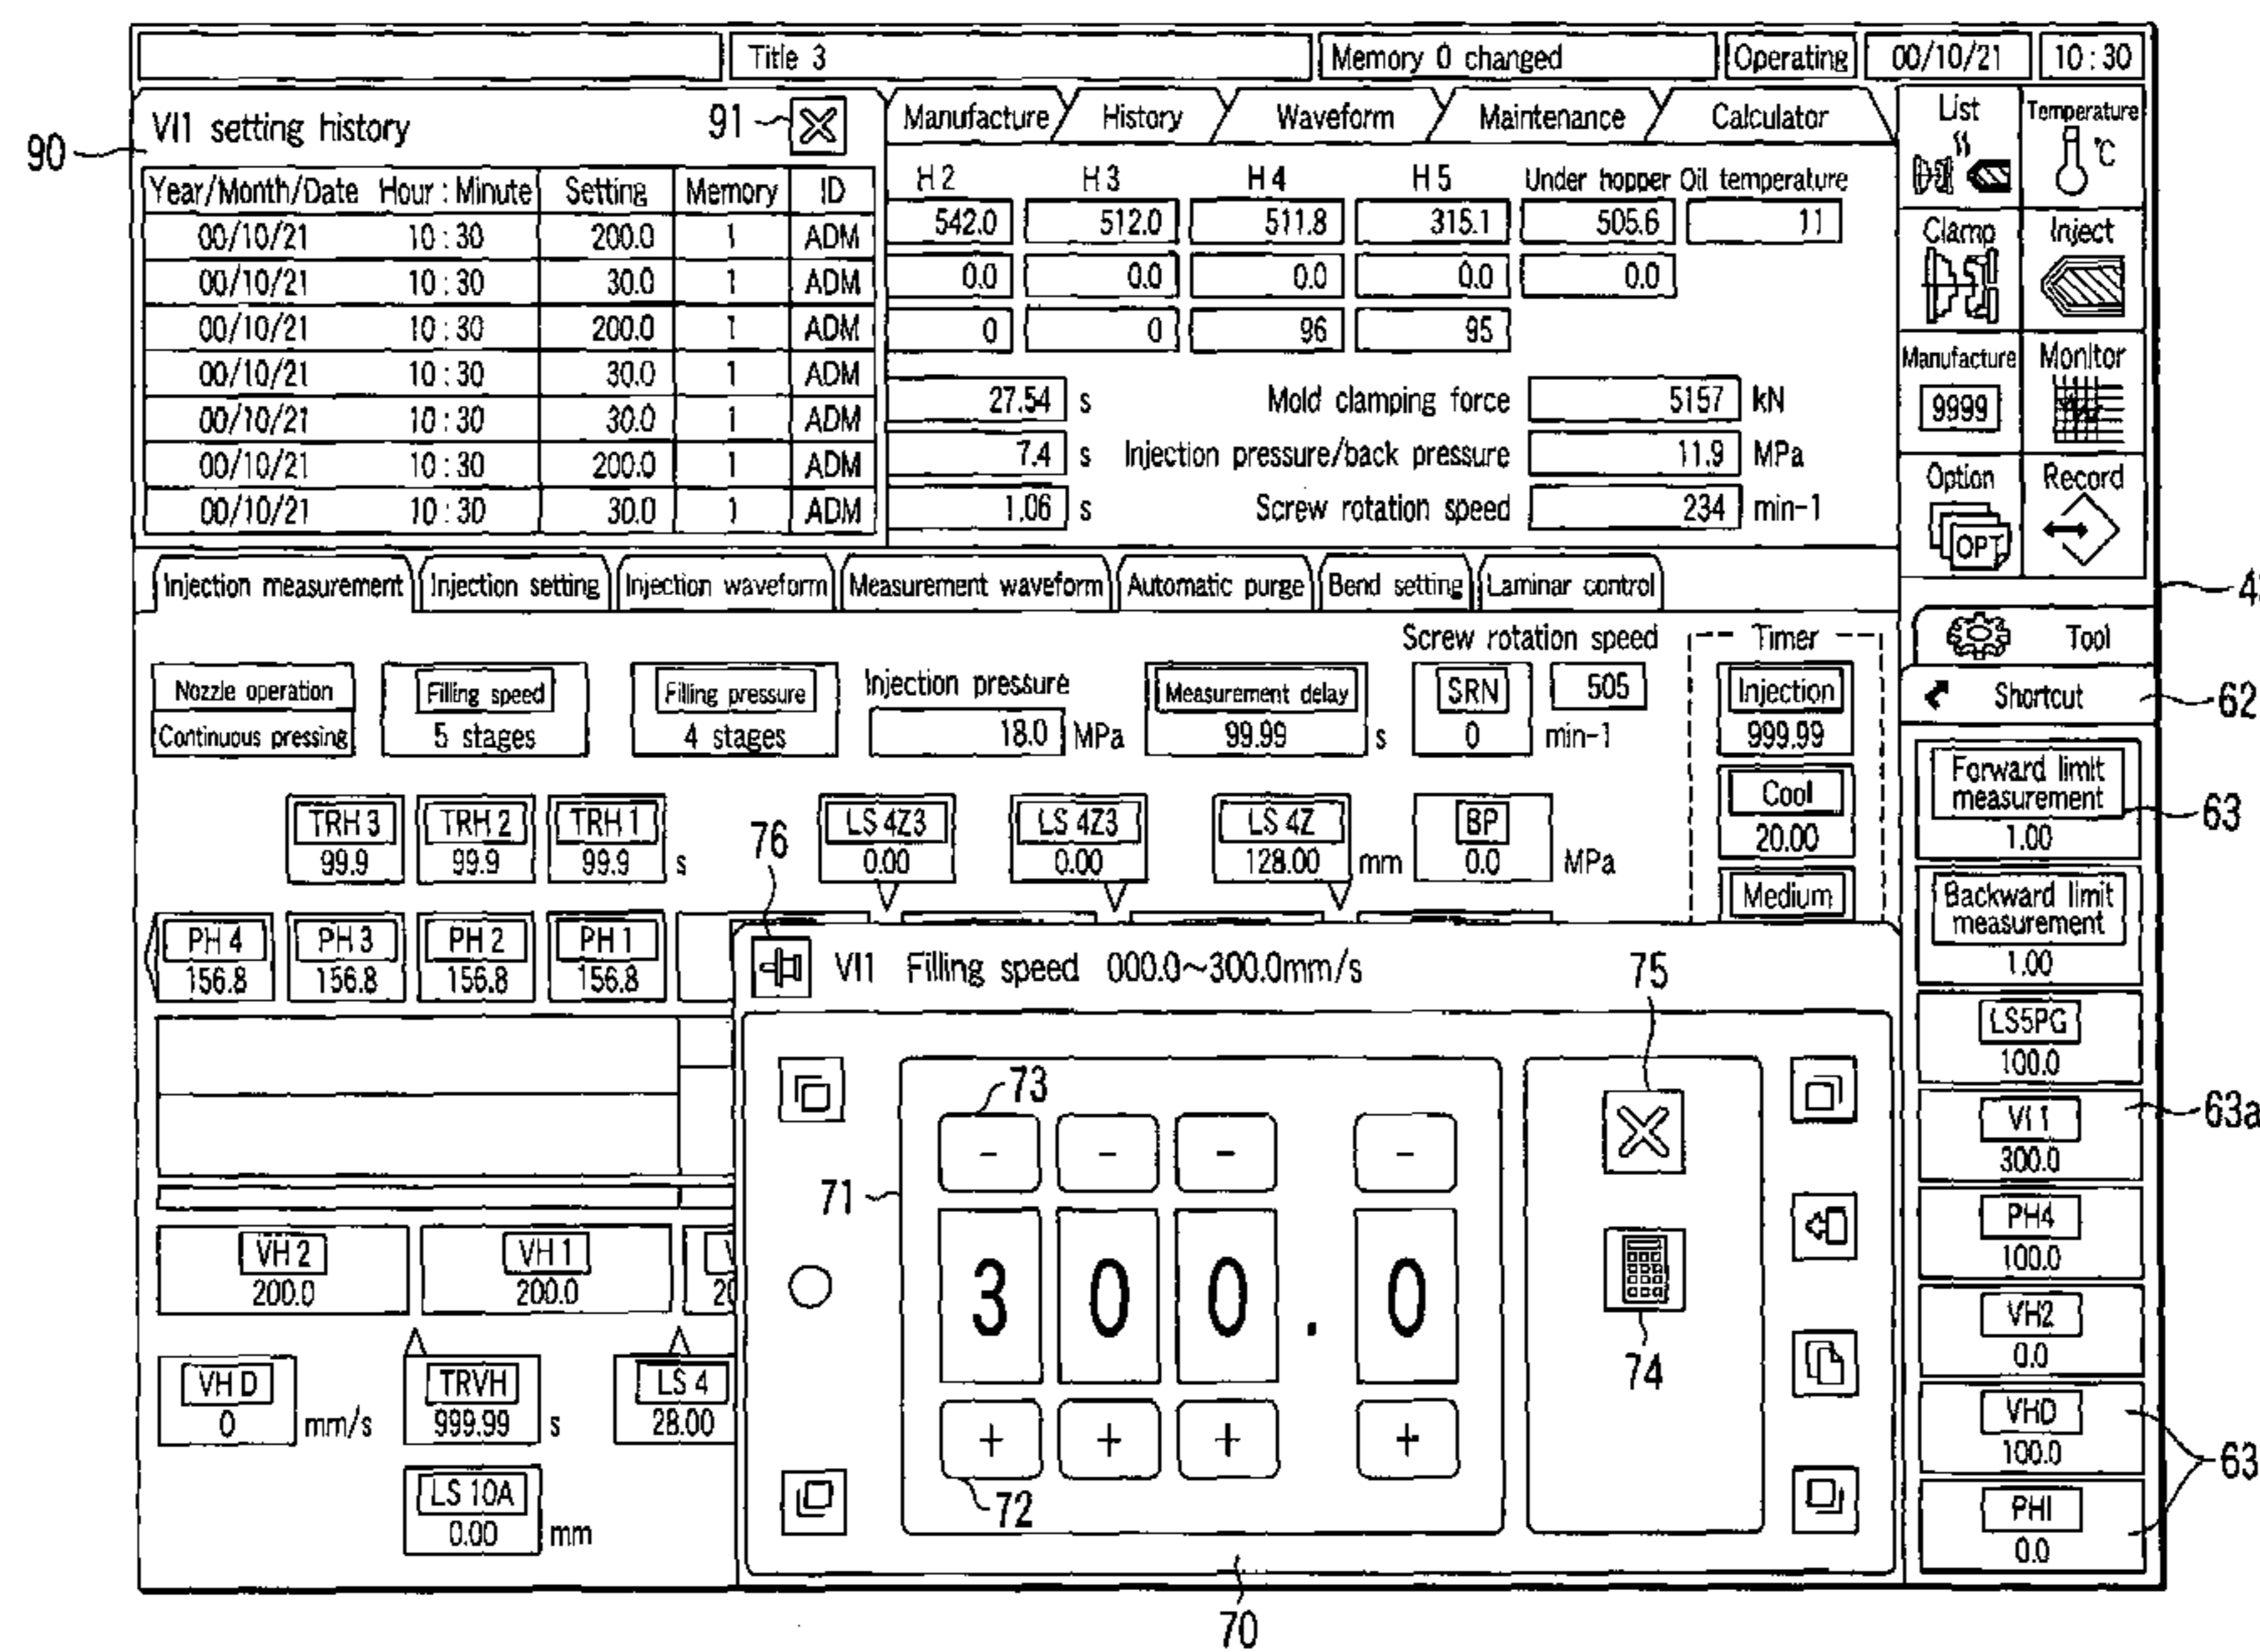 Title 3 Memory 0 changed Operating 00/10/21 10:30
90
VI1 setting history 91
Year/Month/Date Hour : Minute Setting Memory ID
00/10/21 10:30 200.0 1 ADM
00/10/21 10:30 30.0 1 ADM
00/10/21 10:30 200.0 1 ADM
00/10/21 10:30 30.0 1 ADM
00/10/21 10:30 30.0 1 ADM
00/10/21 10:30 200.0 1 ADM
00/10/21 10:30 30.0 1 ADM
Manufacture History Waveform Maintenance Calculator
H2 H3 H4 H5 Under hopper Oil temperature
542.0 512.0 511.8 315.1 505.6 11
0.0 0.0 0.0 0.0 0.0
0 0 96 95
27.54 s Mold clamping force 5157 kN
7.4 s Injection pressure/back pressure 11.9 MPa
1.06 s Screw rotation speed 234 min-1
List Temperature
°C
Clamp Inject
Manufacture Monitor
9999
Option Record
OPT
Injection measurement Injection setting Injection waveform Measurement waveform Automatic purge Bend setting Laminar control
Screw rotation speed Timer
Nozzle operation Filling speed Filling pressure Injection pressure Measurement delay SRN 505 Injection
Continuous pressing 5 stages 4 stages 18.0 MPa 99.99 s 0 min-1 999.99
TRH 3 TRH 2 TRH 1 76 LS 4Z3 LS 4Z3 LS 4Z BP Cool
99.9 99.9 99.9 s 0.00 0.00 128.00 mm 0.0 MPa 20.00
Medium
PH 4 PH 3 PH 2 PH 1
156.8 156.8 156.8 156.8
VI1 Filling speed 000.0~300.0mm/s 75
73
- - - -
71
3 0 0 . 0
74
+ + + +
72
70
VH 2 VH 1 V
200.0 200.0 20
VH D TRVH LS 4
0 mm/s 999.99 s 28.00
LS 10A
0.00 mm
Tool
Shortcut 62
Forward limit
measurement 63
1.00
Backward limit
measurement
1.00
LS5PG
100.0
VI 1 63a
300.0
PH4
100.0
VH2
0.0
VHD
100.0 63
PHI
0.0